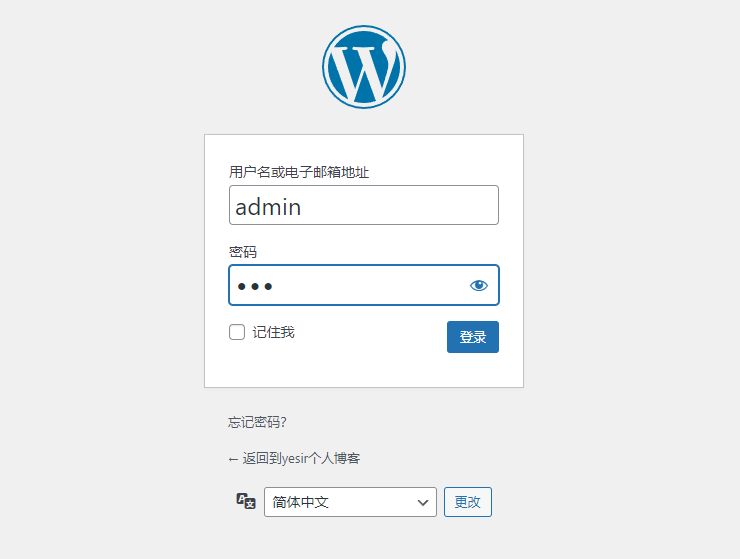 用户名或电子邮箱地址
admin
密码
记住我
登录
忘记密码?
← 返回到yesir个人博客
简体中文
更改